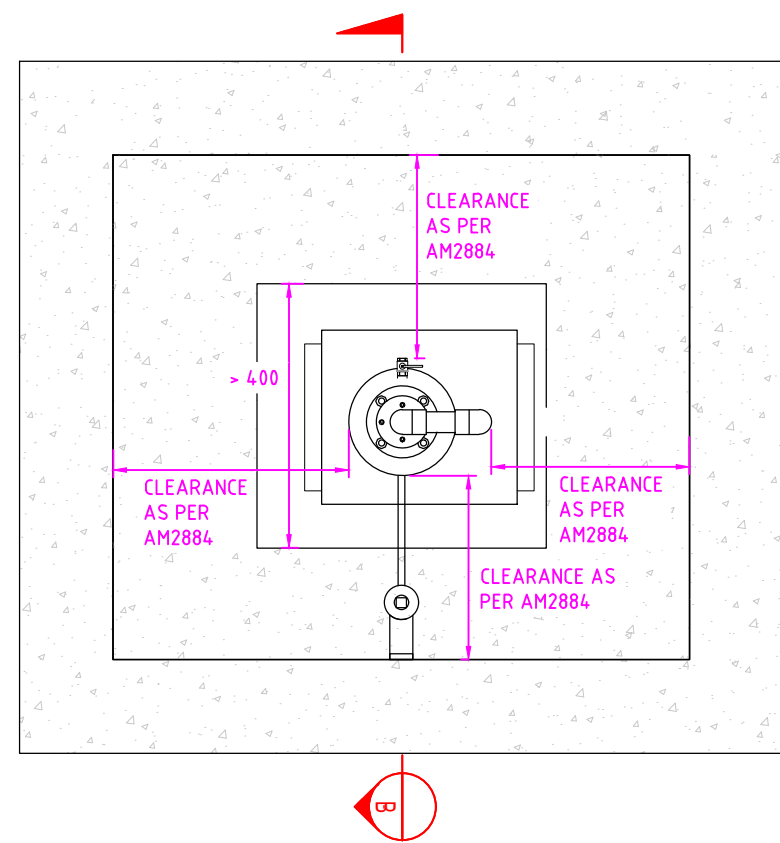 CLEARANCE
AS PER
AM2884
> 400
CLEARANCE
AS PER
AM2884
CLEARANCE
AS PER
AM2884
CLEARANCE AS
PER AM2884
B